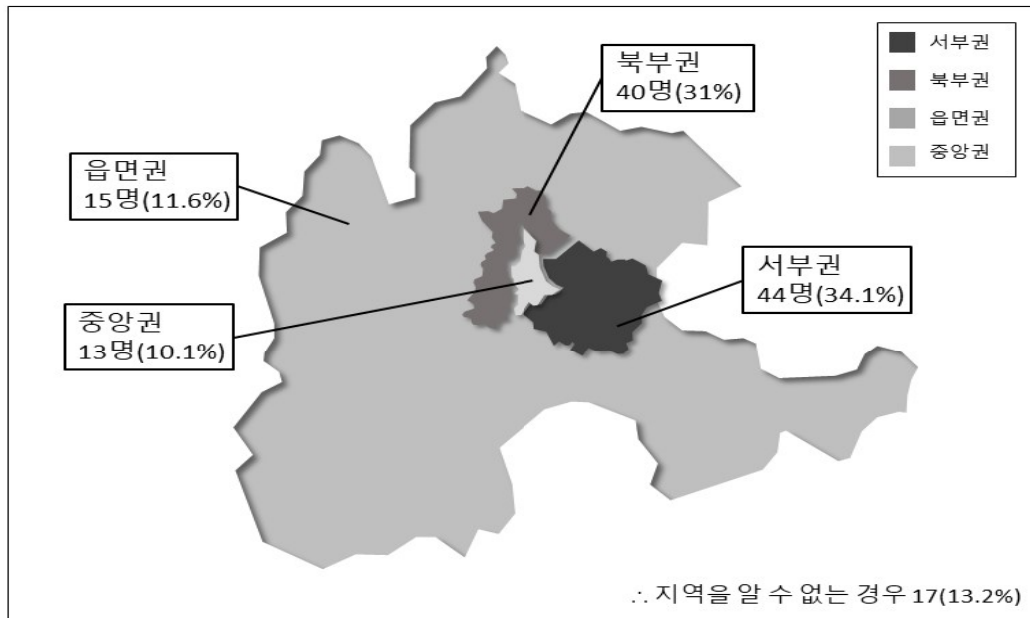 서부권
북부권
읍면권
중앙권
북부권
40명(31%)
읍면권
15명(11.6%)
서부권
44명(34.1%)
중앙권
13명(10.1%)
∴ 지역을 알 수 없는 경우 17(13.2%)